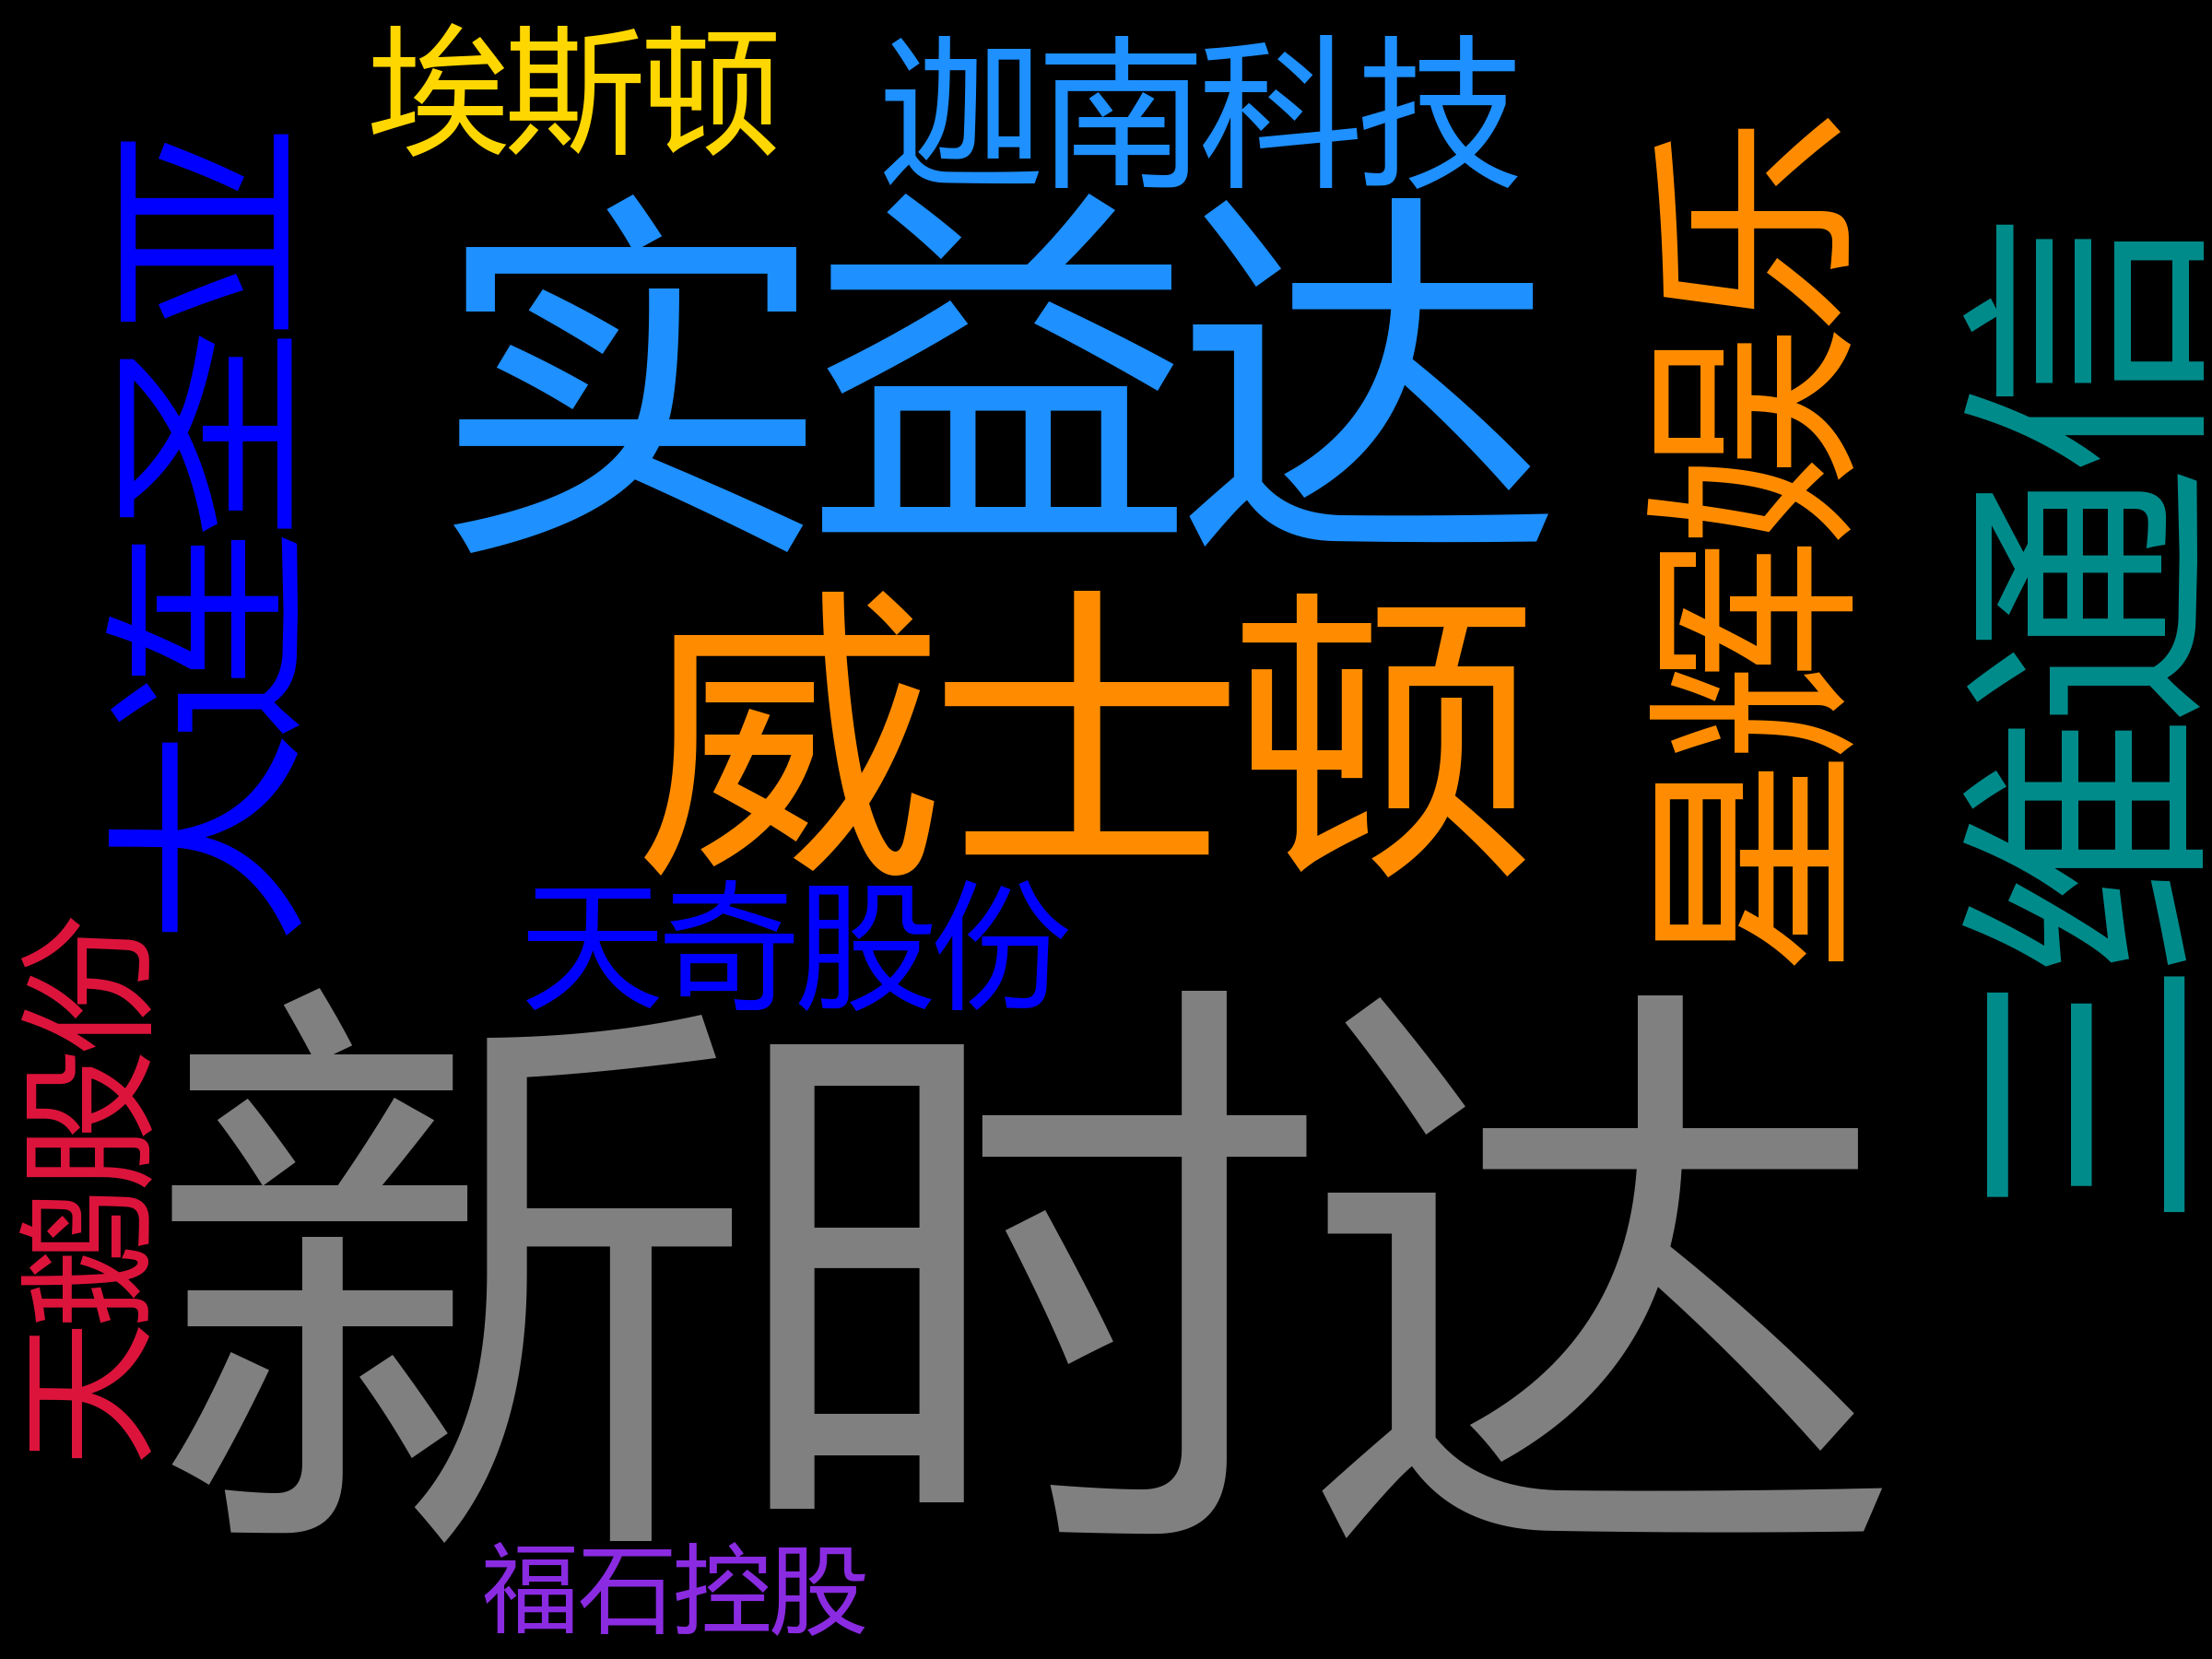 埃斯顿
迦南科技
实益达
大连圣亚
星辉娱乐
三维通信
威士顿
天奇股份
天鹅股份
新时达
福石控股